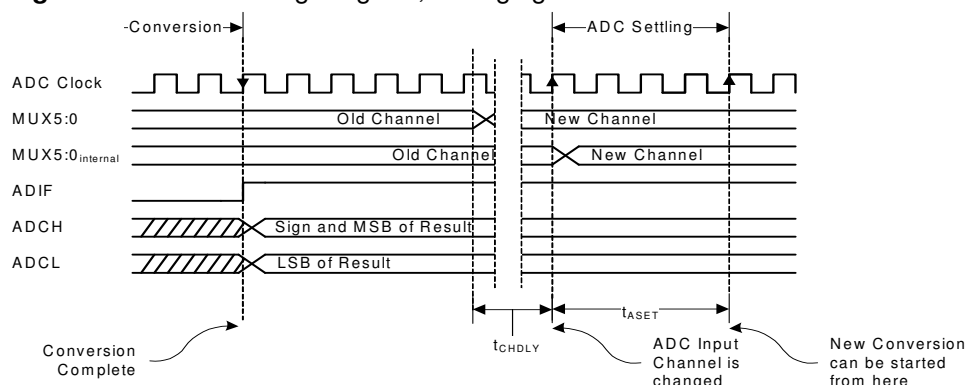 -Conversion
ADC Settling
ADC Clock
MUX5:0
Old Channel
New Channel
MUX5:0internal
Old Channel
New Channel
ADIF
ADCH
Sign and MSB of Result
ADCL
LSB of Result
tCHDLY
tASET
Conversion
Complete
ADC Input
Channel is
changed
New Conversion
can be started
from here